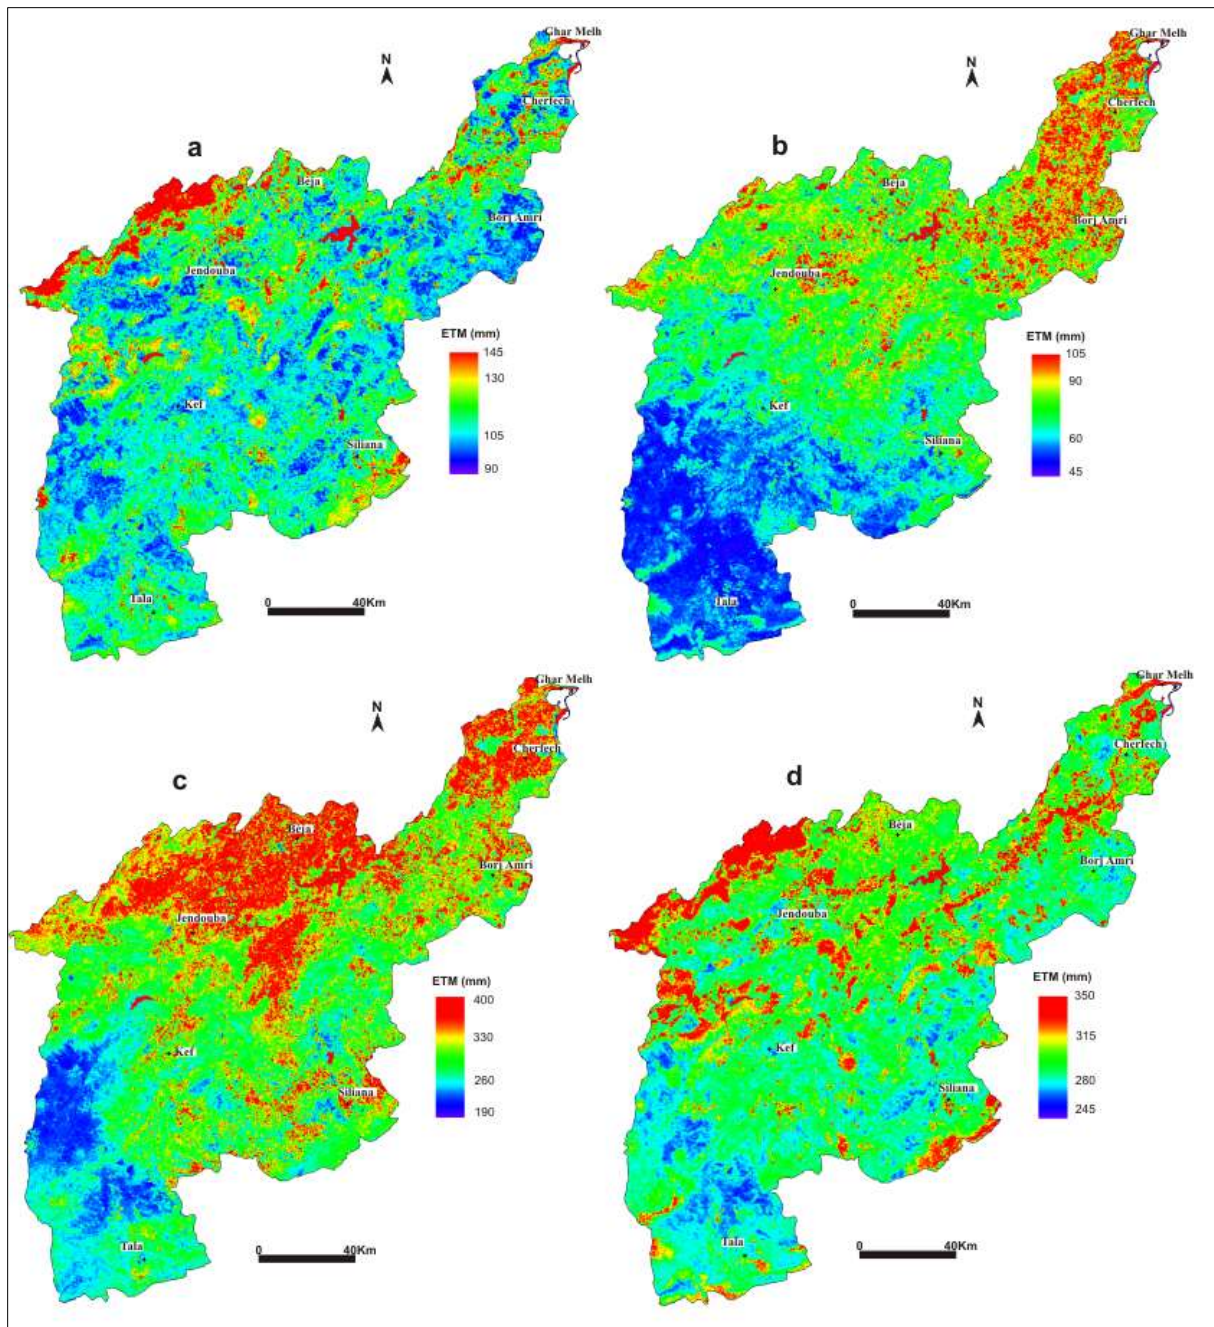 Ghar Melh
N
Cherfech
a
Beja
Borj Amri
Jendouba
ETM (mm)
145
130
105
90
Kef
Siliana
Tala
0 40Km
Ghar Melh
N
Cherfech
b
Beja
Borj Amri
Jendouba
ETM (mm)
105
90
60
45
Kef
Siliana
Tala
0 40Km
Ghar Melh
N
Cherfech
c
Beja
Borj Amri
Jendouba
ETM (mm)
400
330
260
190
Kef
Siliana
Tala
0 40Km
Ghar Melh
N
Cherfech
d
Beja
Borj Amri
Jendouba
ETM (mm)
350
315
280
245
Kef
Siliana
Tala
0 40Km